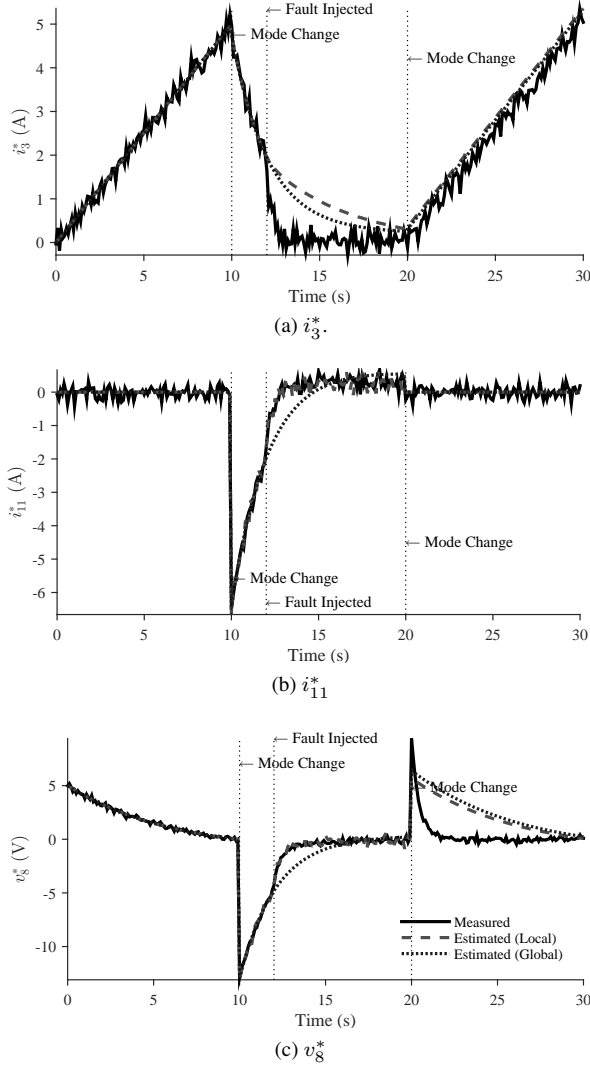 ← Fault Injected
← Mode Change
← Mode Change
5
4
3
2
1
0
i*3 (A)
0 5 10 15 20 25 30
Time (s)
(a) i*3.
0
-1
-2
-3
-4
-5
-6
i*11 (A)
← Mode Change
← Mode Change
← Fault Injected
0 5 10 15 20 25 30
Time (s)
(b) i*11
← Fault Injected
← Mode Change
← Mode Change
5
0
-5
-10
v*8 (V)
Measured
Estimated (Local)
Estimated (Global)
0 5 10 15 20 25 30
Time (s)
(c) v*8